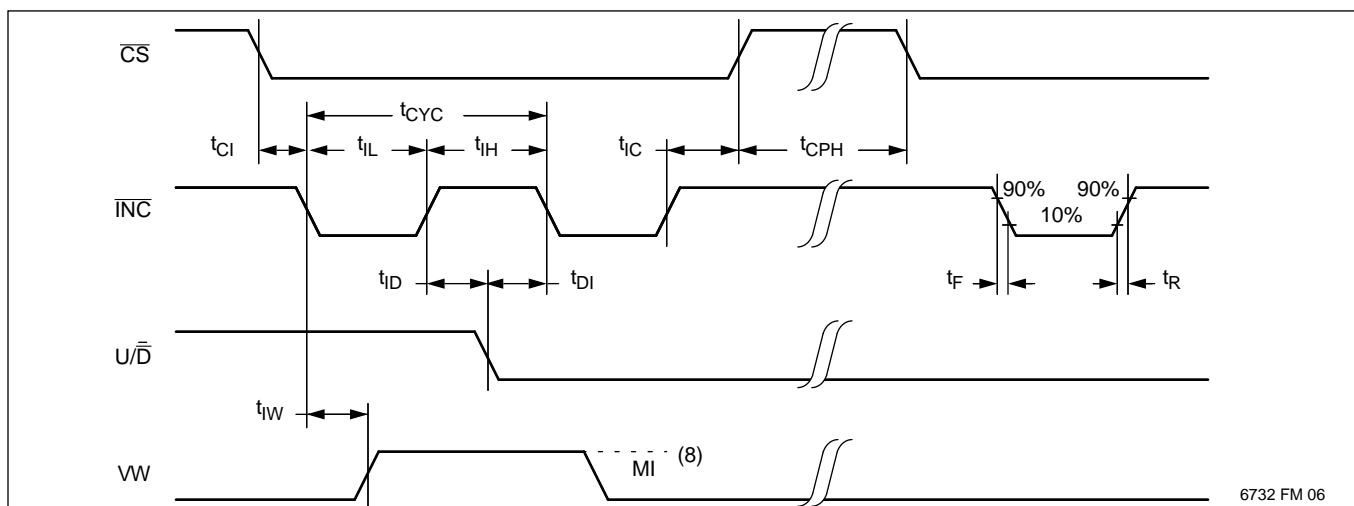 CS
tCYC
tCI
tIL
tIH
tIC
tCPH
INC
90%
90%
10%
tID
tDI
tF
tR
U/D
tIW
(8)
MI
VW
6732 FM 06